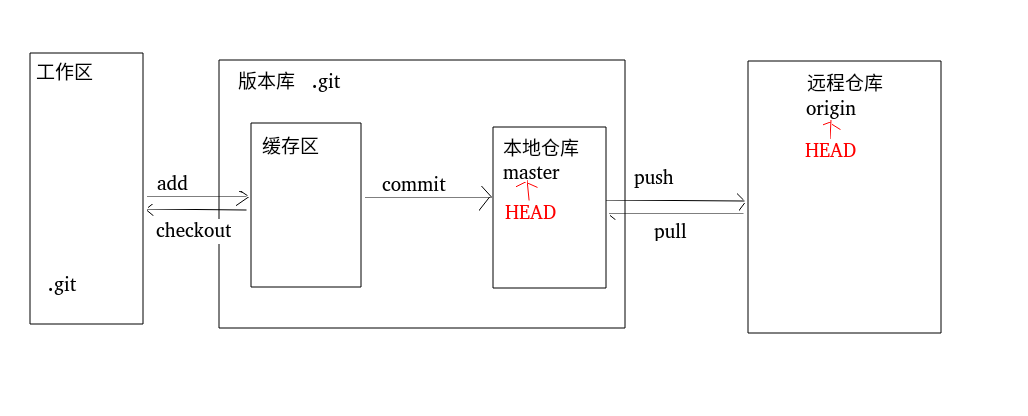 工作区
.git
add
checkout
版本库 .git
缓存区
commit
本地仓库
master
HEAD
push
pull
远程仓库
origin
HEAD